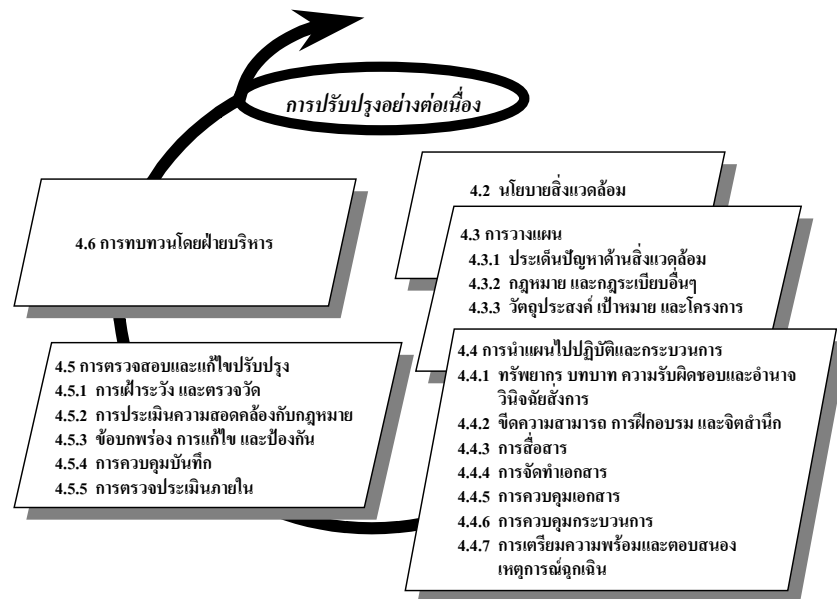 การปรับปรุงอย่างต่อเนื่อง
4.2 นโยบายสิ่งแวดล้อม
4.3 การวางแผน
4.3.1 ประเด็นปัญหาด้านสิ่งแวดล้อม
4.3.2 กฎหมาย และกฎระเบียบอื่นๆ
4.3.3 วัตถุประสงค์ เป้าหมาย และโครงการ
4.4 การนำแผนไปปฏิบัติและกระบวนการ
4.4.1 ทรัพยากร บทบาท ความรับผิดชอบและอำนาจ
วินิจฉัยสั่งการ
4.4.2 ขีดความสามารถ การฝึกอบรม และจิตสำนึก
4.4.3 การสื่อสาร
4.4.4 การจัดทำเอกสาร
4.4.5 การควบคุมเอกสาร
4.4.6 การควบคุมกระบวนการ
4.4.7 การเตรียมความพร้อมและตอบสนอง
เหตุการณ์ฉุกเฉิน
4.5 การตรวจสอบและแก้ไขปรับปรุง
4.5.1 การเฝ้าระวัง และตรวจวัด
4.5.2 การประเมินความสอดคล้องกับกฎหมาย
4.5.3 ข้อบกพร่อง การแก้ไข และป้องกัน
4.5.4 การควบคุมบันทึก
4.5.5 การตรวจประเมินภายใน
4.6 การทบทวนโดยฝ่ายบริหาร